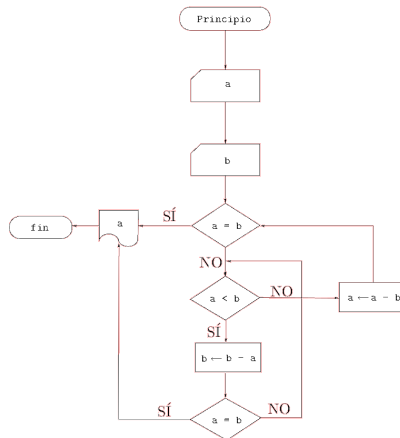 Principio
a
b
a = b
SÍ
a
fin
NO
a < b
NO
a ← a - b
SÍ
b ← b - a
a = b
SÍ
NO